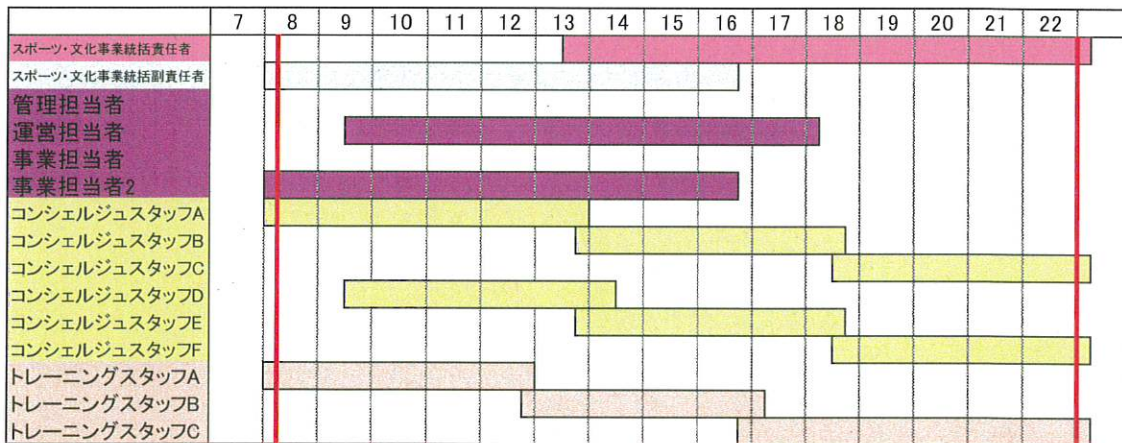 7 8 9 10 11 12 13 14 15 16 17 18 19 20 21 22
スポーツ・文化事業統括責任者
スポーツ・文化事業統括副責任者
管理担当者
運営担当者
事業担当者
事業担当者2
コンシェルジュスタッフA
コンシェルジュスタッフB
コンシェルジュスタッフC
コンシェルジュスタッフD
コンシェルジュスタッフE
コンシェルジュスタッフF
トレーニングスタッフA
トレーニングスタッフB
トレーニングスタッフC